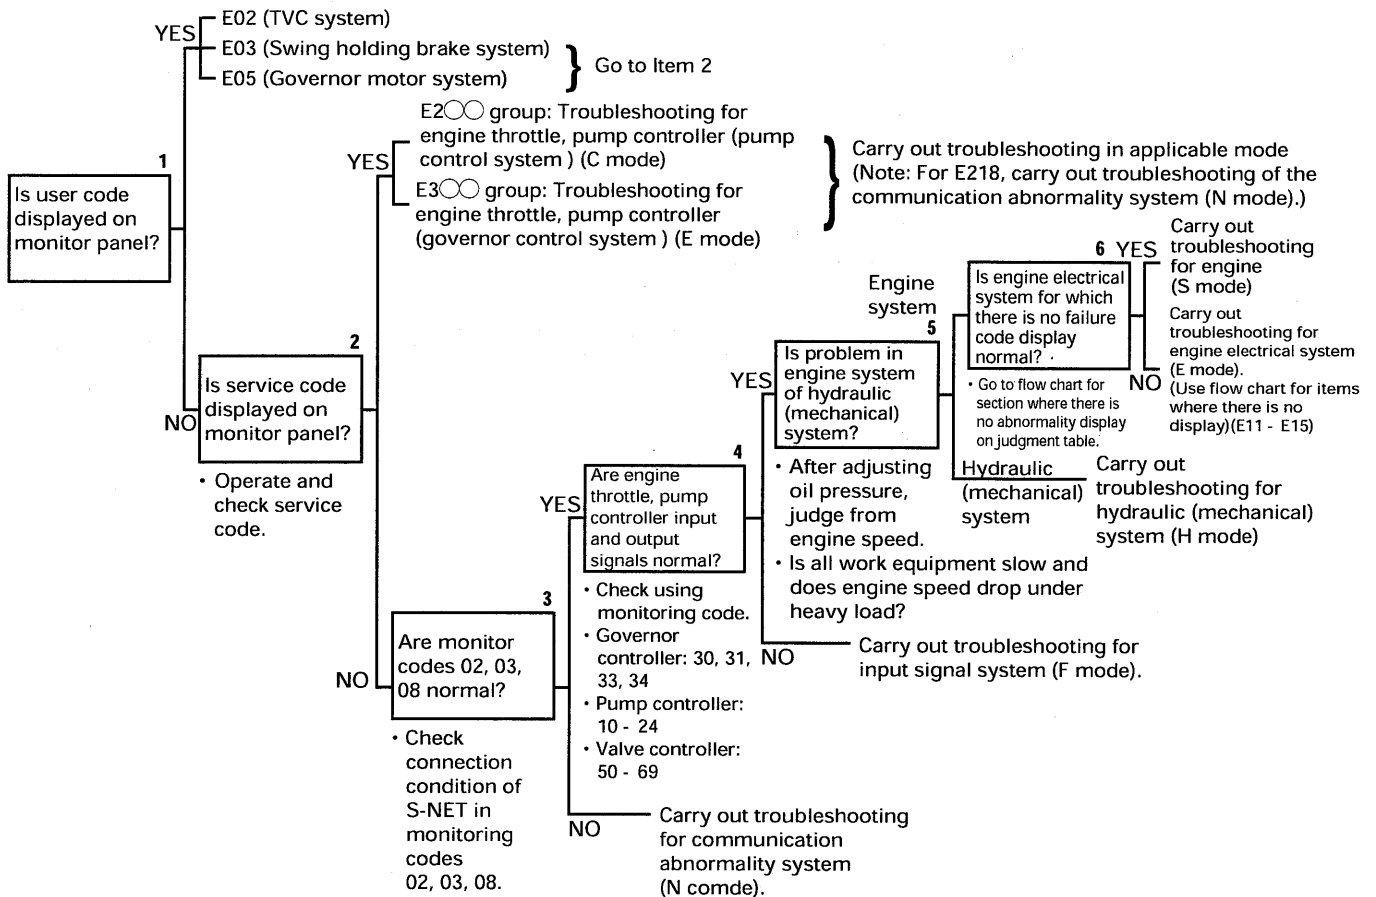 YES
E02 (TVC system)
E03 (Swing holding brake system)
E05 (Governor motor system)
} Go to Item 2
1
Is user code
displayed on
monitor panel?
NO
2
Is service code
displayed on
monitor panel?
• Operate and
check service
code.
YES
E2○○ group: Troubleshooting for
engine throttle, pump controller (pump
control system ) (C mode)
E3○○ group: Troubleshooting for
engine throttle, pump controller
(governor control system ) (E mode)
} Carry out troubleshooting in applicable mode
(Note: For E218, carry out troubleshooting of the
communication abnormality system (N mode).)
NO
3
Are monitor
codes 02, 03,
08 normal?
• Check
connection
condition of
S-NET in
monitoring
codes
02, 03, 08.
YES
4
Are engine
throttle, pump
controller input
and output
signals normal?
• Check using
monitoring code.
• Governor
controller: 30, 31,
33, 34
• Pump controller:
10 - 24
• Valve controller:
50 - 69
NO
Carry out troubleshooting
for communication
abnormality system
(N comde).
YES
5
Is problem in
engine system
of hydraulic
(mechanical)
system?
• After adjusting
oil pressure,
judge from
engine speed.
• Is all work equipment slow and
does engine speed drop under
heavy load?
NO
Carry out troubleshooting for
input signal system (F mode).
Engine
system
6
Is engine electrical
system for which
there is no failure
code display
normal?
• Go to flow chart for
section where there is
no abnormality display
on judgment table.
YES
Carry out
troubleshooting
for engine
(S mode)
NO
Carry out
troubleshooting for
engine electrical system
(E mode).
(Use flow chart for items
where there is no
display)(E11 - E15)
Hydraulic
(mechanical)
system
Carry out
troubleshooting for
hydraulic (mechanical)
system (H mode)